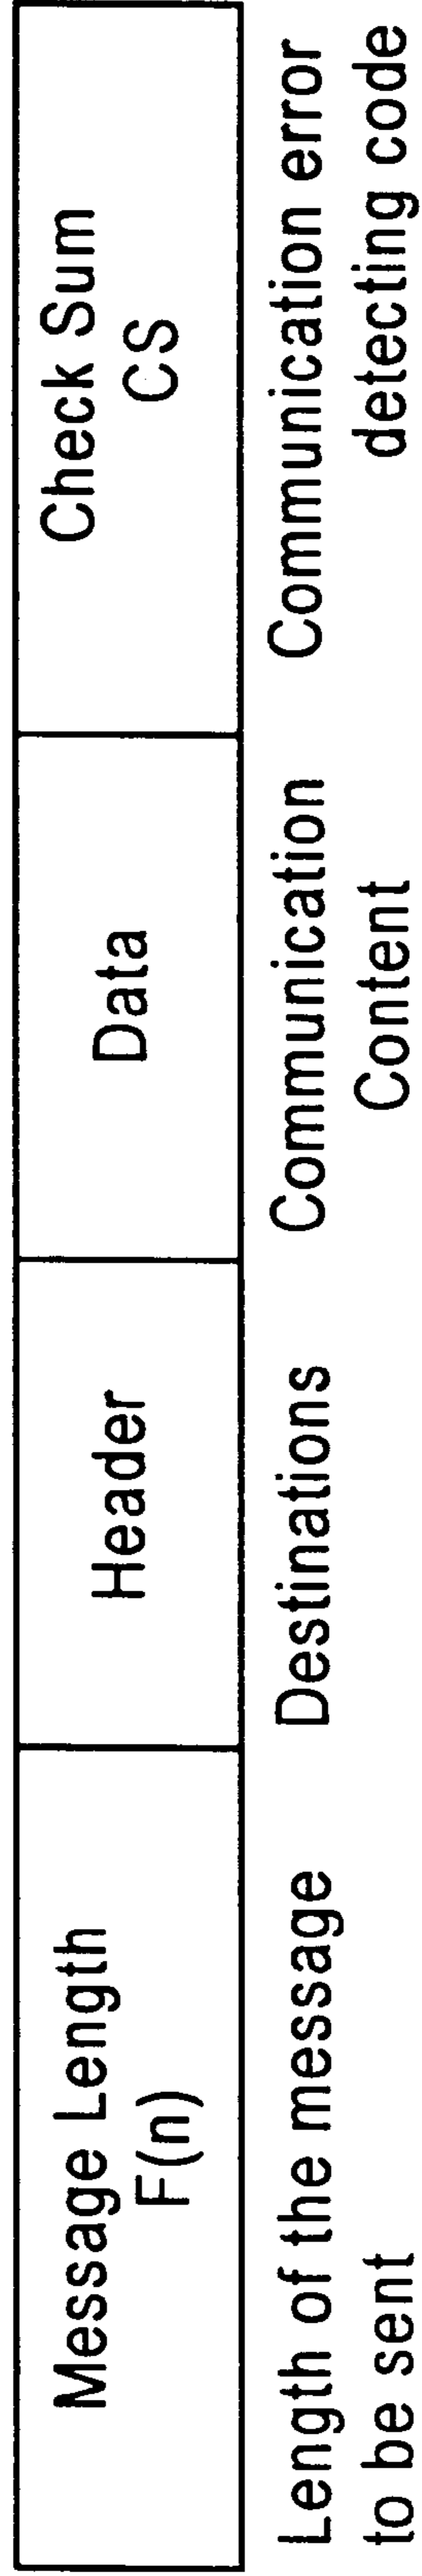 Message Length
F(n)
Header
Data
Check Sum
CS
Length of the message
to be sent
Destinations
Communication
Content
Communication error
detecting code